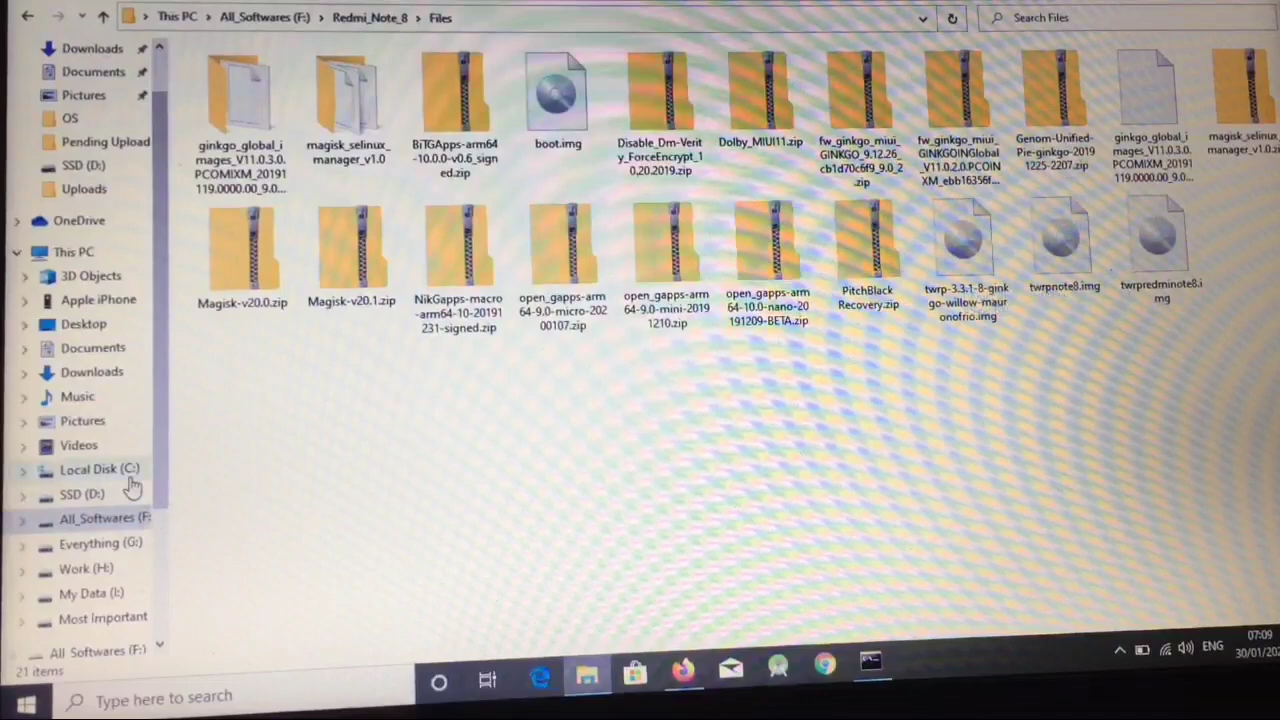 This PC > All_Softwares (F:) > Redmi_Note_8 > Files
Search Files
Downloads
Documents
Pictures
OS
Pending Upload
SSD (D:)
Uploads
OneDrive
This PC
3D Objects
Apple iPhone
Desktop
Documents
Downloads
Music
Pictures
Videos
Local Disk (C:)
SSD (D:)
All_Softwares (F:
Everything (G:)
Work (H:)
My Data (I:)
Most important
All Softwares (F:)
21 items
ginkgo_global_i
mages_V11.0.3.0.
PCOMIXM_20191
119.0000.00_9.0...
magisk_selinux_
manager_v1.0
BiTGApps-arm64
-10.0.0-v0.6_sign
ed.zip
boot.img
Disable_Dm-Verit
y_ForceEncrypt_1
0.20.2019.zip
Dolby_MIUI11.zip
fw_ginkgo_miui_
GINKGO_9.12.26_
cb1d70c6f9_9.0_2
.zip
fw_ginkgo_miui_
GINKGOINGlobal
_V11.0.2.0.PCOIN
XM_ebb16356f...
Genom-Unified-
Pie-ginkgo-2019
1225-2207.zip
ginkgo_global_i
mages_V11.0.3.0.
PCOMIXM_20191
119.0000.00_9.0...
magisk_selinux
manager_v1.0.zi
Magisk-v20.0.zip
Magisk-v20.1.zip
NikGapps-macro
-arm64-10-20191
231-signed.zip
open_gapps-arm
64-9.0-micro-202
00107.zip
open_gapps-arm
64-9.0-mini-2019
1210.zip
open_gapps-arm
64-10.0-nano-20
191209-BETA.zip
PitchBlack
Recovery.zip
twrp-3.3.1-8-gink
go-willow-maur
onofrio.img
twrpnote8.img
twrpredminote8.i
mg
Type here to search
ENG
07:09
30/01/202